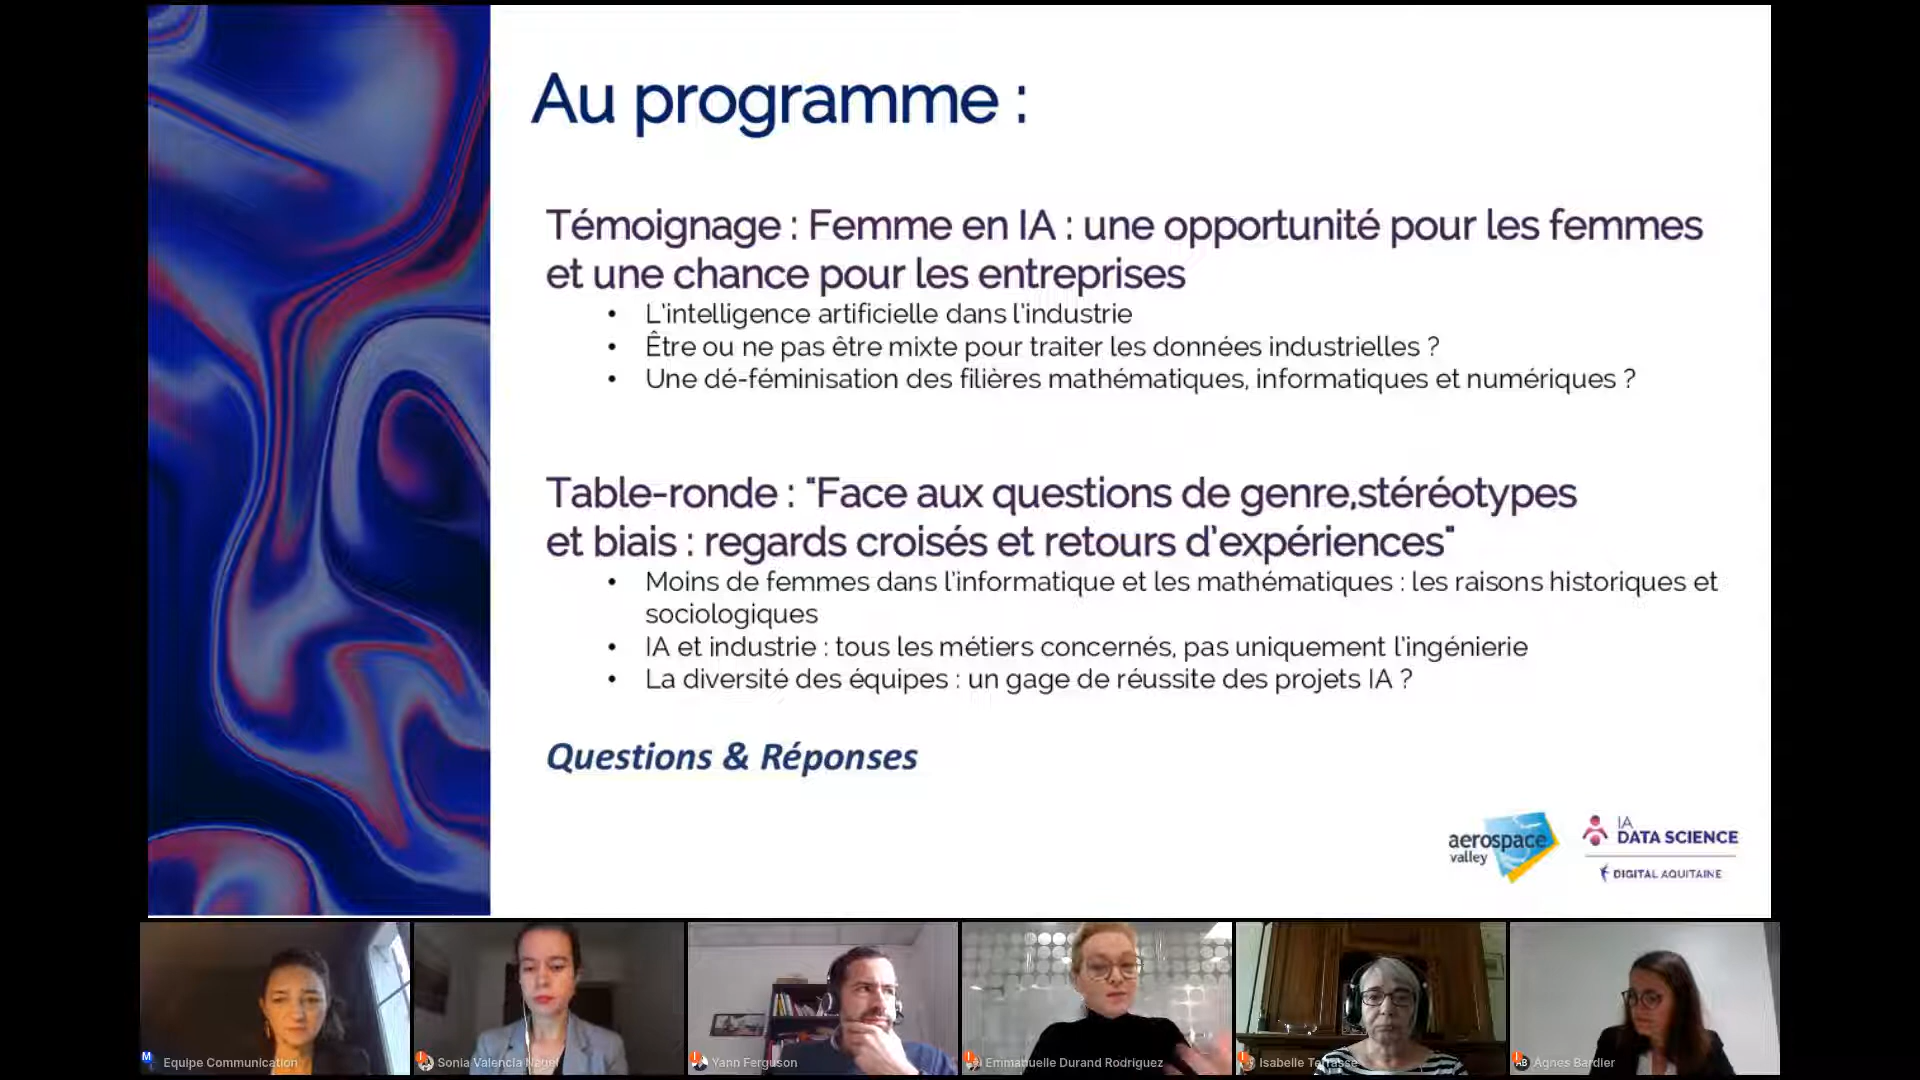 Au programme :
Témoignage : Femme en IA : une opportunité pour les femmes
et une chance pour les entreprises
• L'intelligence artificielle dans l'industrie
• Être ou ne pas être mixte pour traiter les données industrielles ?
• Une dé-féminisation des filières mathématiques, informatiques et numériques ?
Table-ronde : "Face aux questions de genre,stéréotypes
et biais : regards croisés et retours d'expériences"
• Moins de femmes dans l'informatique et les mathématiques : les raisons historiques et
sociologiques
• IA et industrie : tous les métiers concernés, pas uniquement l'ingénierie
• La diversité des équipes : un gage de réussite des projets IA ?
Questions & Réponses
aerospace
valley
IA
DATA SCIENCE
DIGITAL AQUITAINE
M
Equipe Communication
Sonia Valencia
Yann Ferguson
Emmanuelle Durand Rodriguez
Isabelle Terrasse
AB
Agnes Bardier